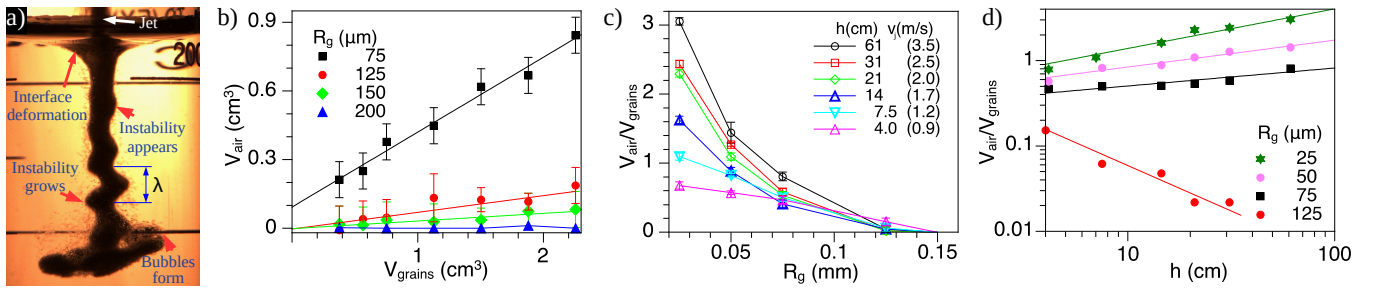 a)
Jet
200
Interface
deformation
Instability
appears
Instability
grows
λ
Bubbles
form
b)
V_air (cm³)
0.9
0.6
0.3
0
R_g (μm)
75
125
150
200
1
2
V_grains (cm³)
c)
V_air/V_grains
3
2
1
0
h(cm) v_j(m/s)
61 (3.5)
31 (2.5)
21 (2.0)
14 (1.7)
7.5 (1.2)
4.0 (0.9)
0.05
0.10
0.15
R_g (mm)
d)
V_air/V_grains
1
0.1
0.01
R_g (μm)
25
50
75
125
10
100
h (cm)